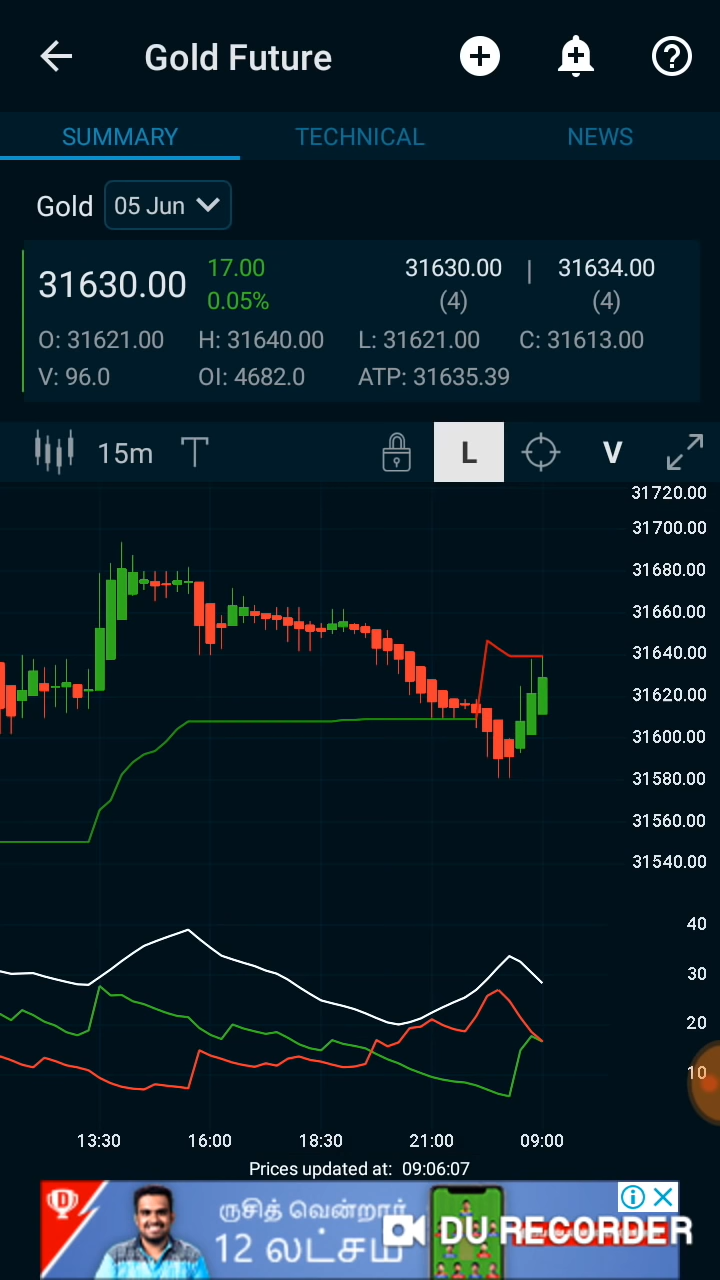 Gold Future
SUMMARY TECHNICAL NEWS
Gold 05 Jun
31630.00 17.00 0.05% 31630.00 (4) | 31634.00 (4)
O: 31621.00 H: 31640.00 L: 31621.00 C: 31613.00
V: 96.0 OI: 4682.0 ATP: 31635.39
15m T L V
31720.00
31700.00
31680.00
31660.00
31640.00
31620.00
31600.00
31580.00
31560.00
31540.00
40
30
20
10
13:30 16:00 18:30 21:00 09:00
Prices updated at: 09:06:07
D
ருசித் வென்றார்
12 லட்சம்
DU RECORDER